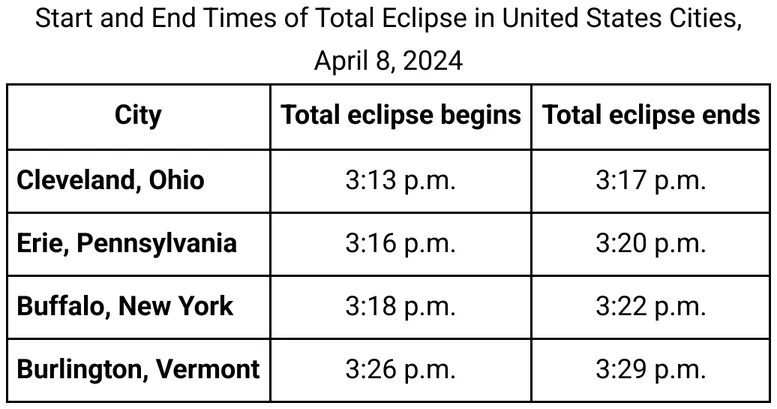 Start and End Times of Total Eclipse in United States Cities,
April 8, 2024
City Total eclipse begins Total eclipse ends
Cleveland, Ohio 3:13 p.m. 3:17 p.m.
Erie, Pennsylvania 3:16 p.m. 3:20 p.m.
Buffalo, New York 3:18 p.m. 3:22 p.m.
Burlington, Vermont 3:26 p.m. 3:29 p.m.